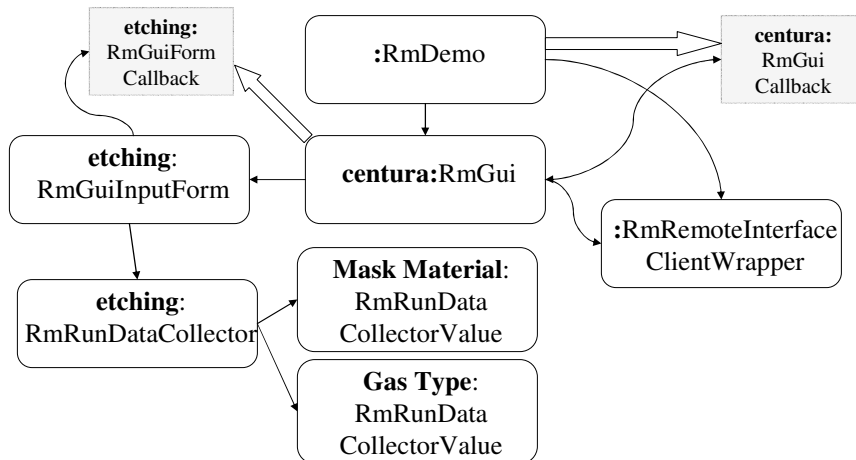 etching:
RmGuiForm
Callback
:RmDemo
centura:
RmGui
Callback
etching:
RmGuiInputForm
centura:RmGui
:RmRemoteInterface
ClientWrapper
etching:
RmRunDataCollector
Mask Material:
RmRunData
CollectorValue
Gas Type:
RmRunData
CollectorValue